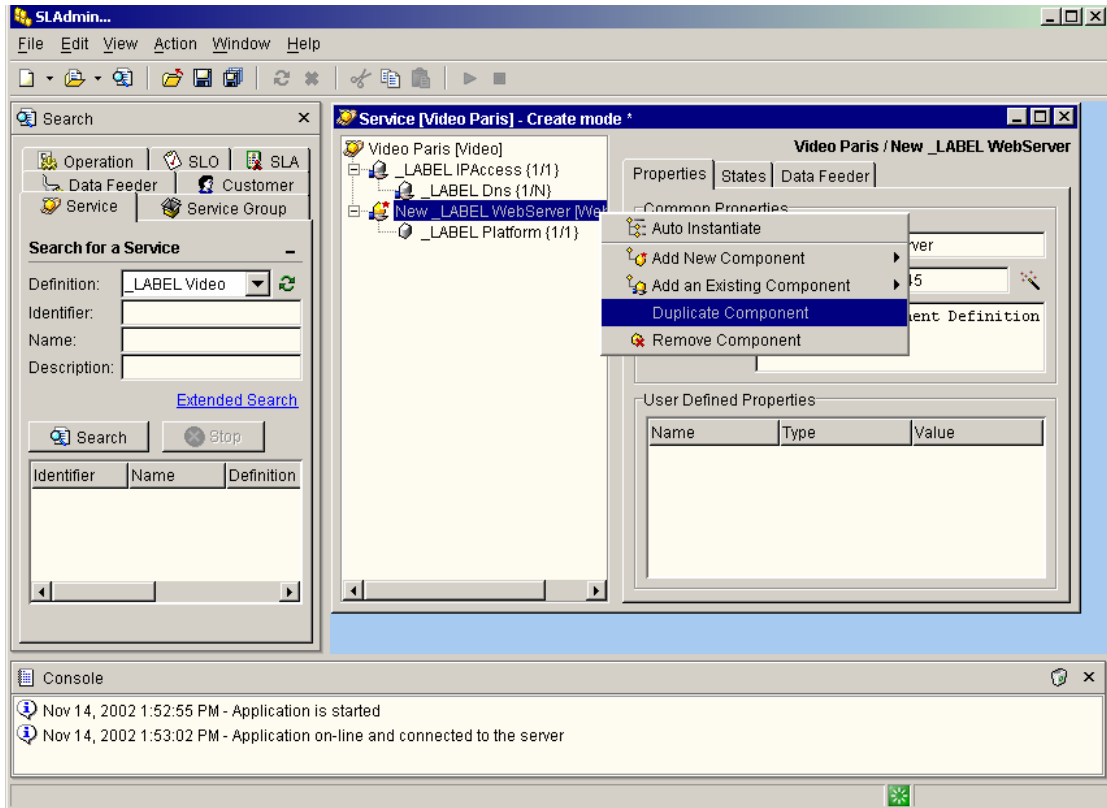 SLAdmin...
File Edit View Action Window Help
Search
Operation SLO SLA
Data Feeder Customer
Service Service Group
Search for a Service
Definition: _LABEL Video
Identifier:
Name:
Description:
Extended Search
Search Stop
Identifier Name Definition
Service [Video Paris] - Create mode *
Video Paris [Video]
_LABEL IPAccess {1/1}
_LABEL Dns {1/N}
New _LABEL WebServer [Web
_LABEL Platform {1/1}
Video Paris / New _LABEL WebServer
Properties States Data Feeder
Common Properties
ver
45
ent Definition
Auto Instantiate
Add New Component
Add an Existing Component
Duplicate Component
Remove Component
User Defined Properties
Name Type Value
Console
Nov 14, 2002 1:52:55 PM - Application is started
Nov 14, 2002 1:53:02 PM - Application on-line and connected to the server